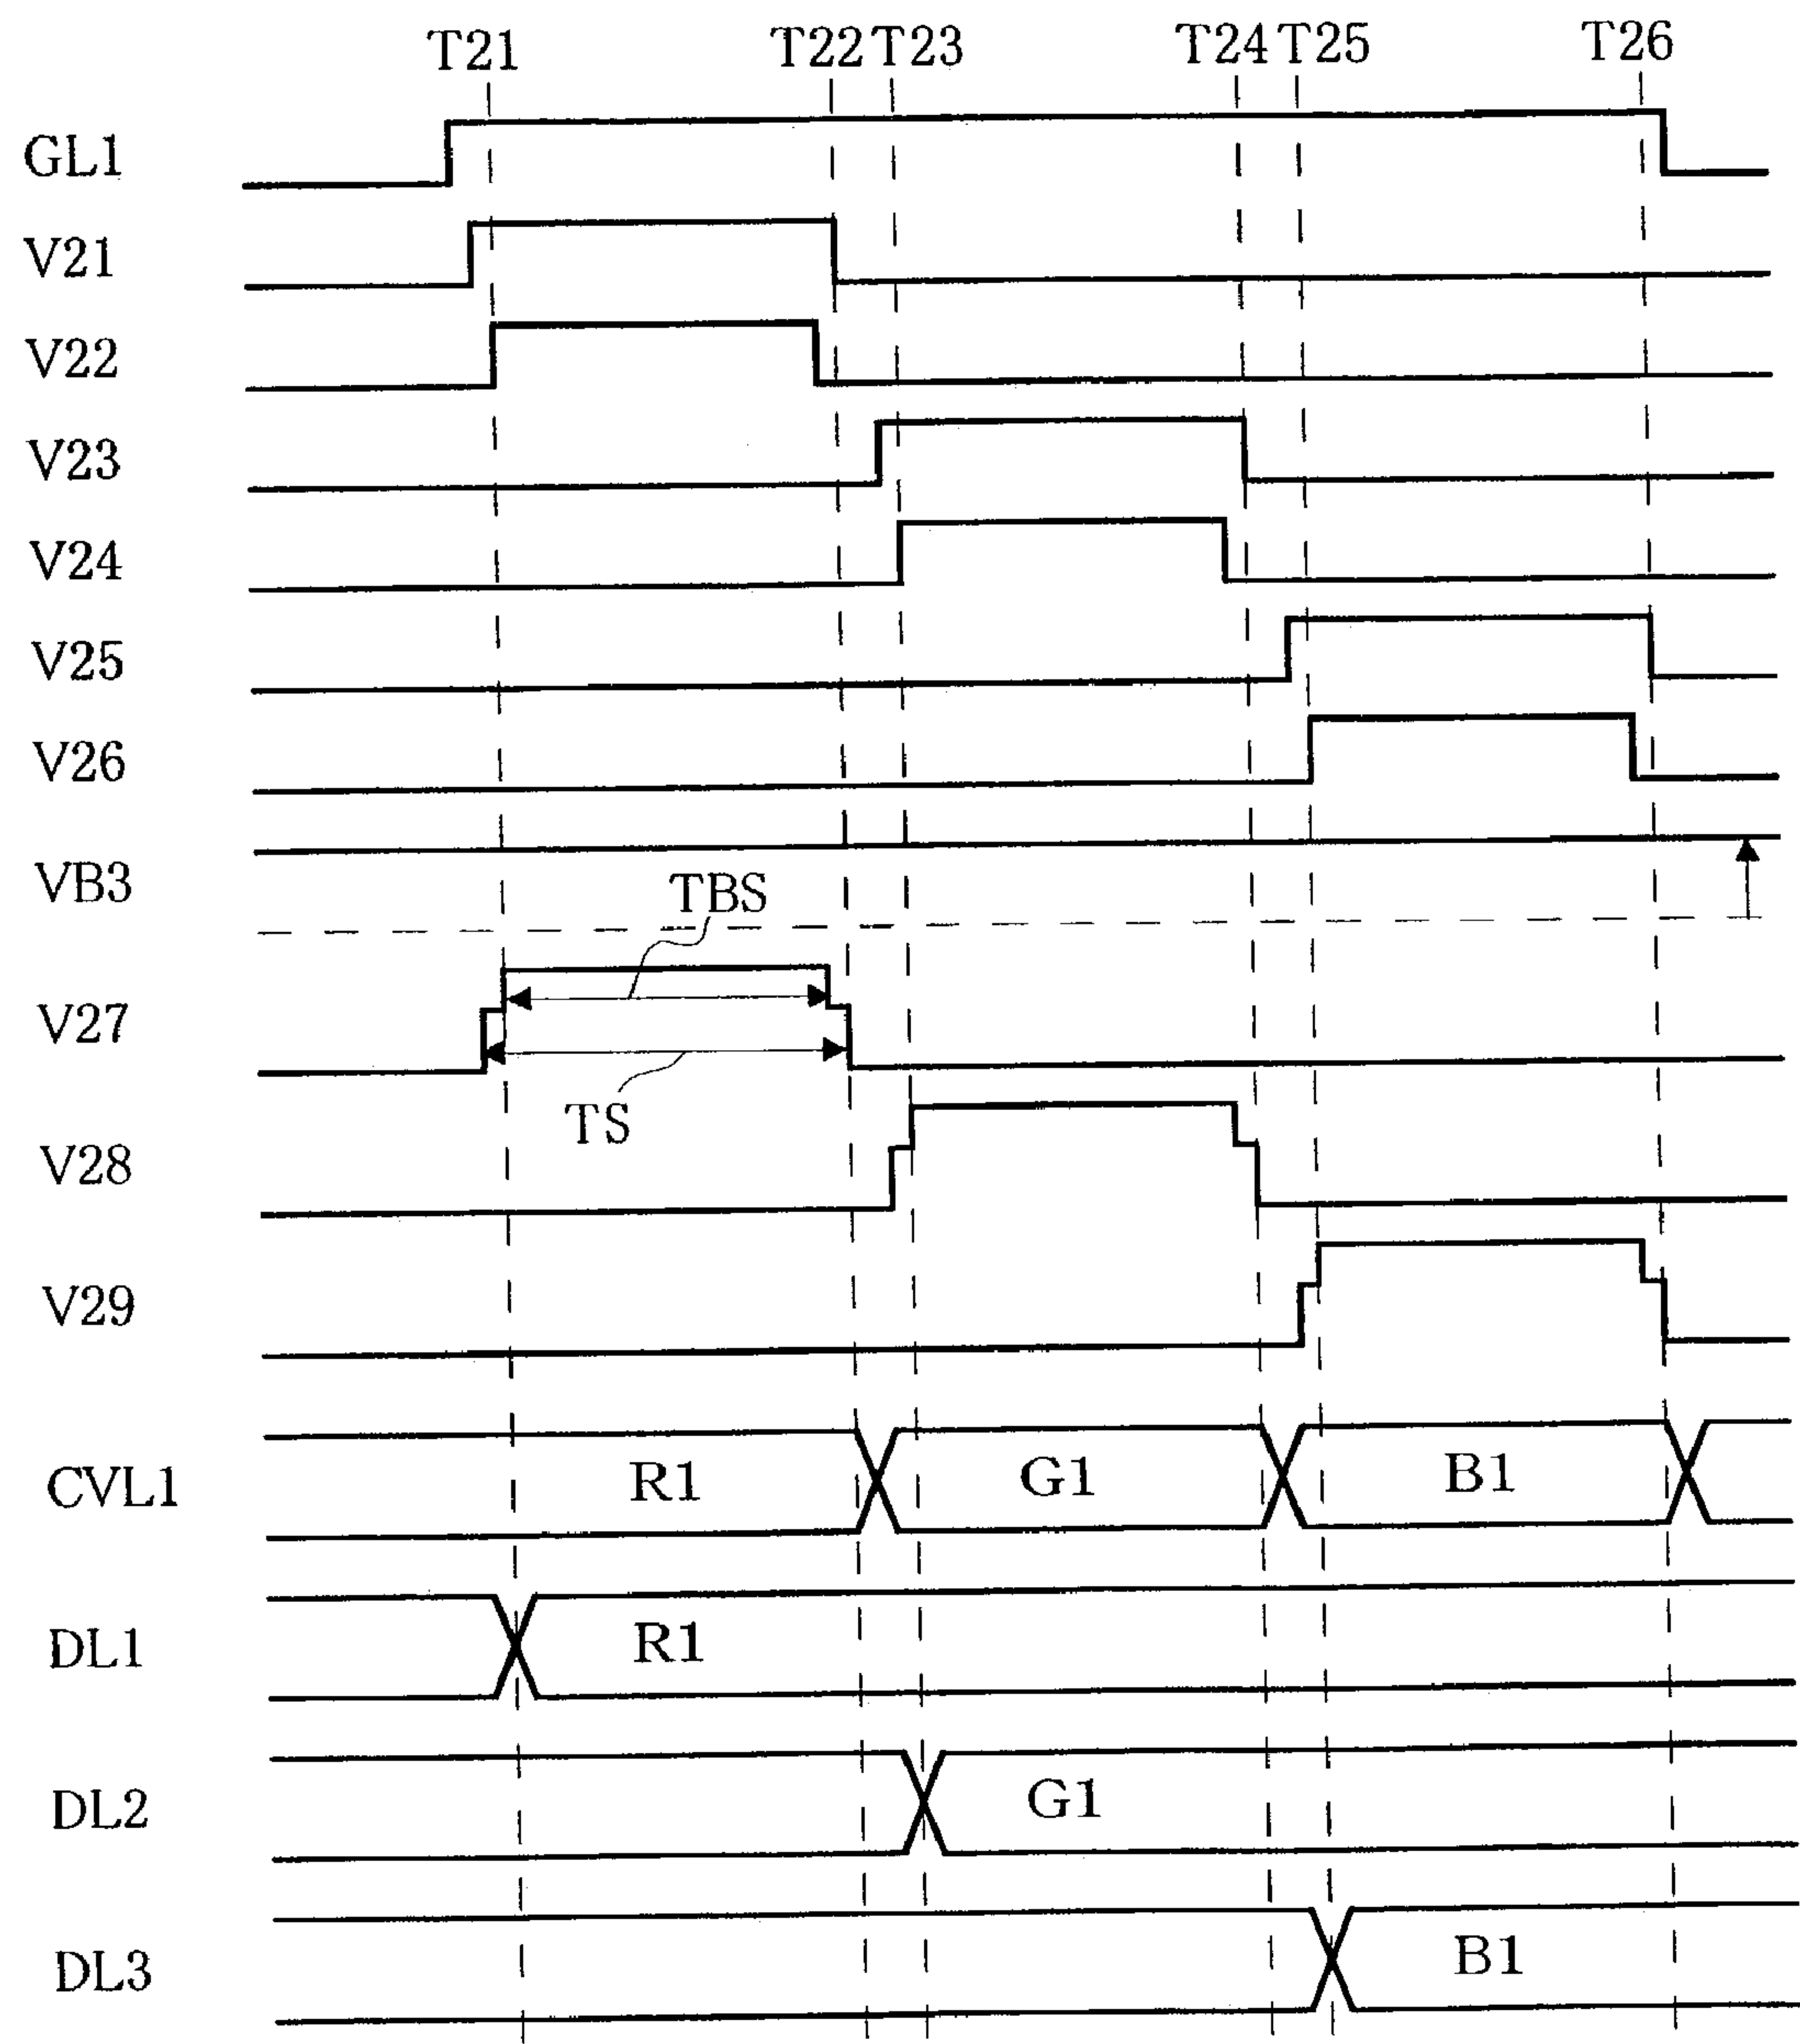 T21 T22 T23 T24 T25 T26
GL1
V21
V22
V23
V24
V25
V26
VB3
TBS
V27
TS
V28
V29
CVL1 R1 G1 B1
DL1 R1
DL2 G1
DL3 B1